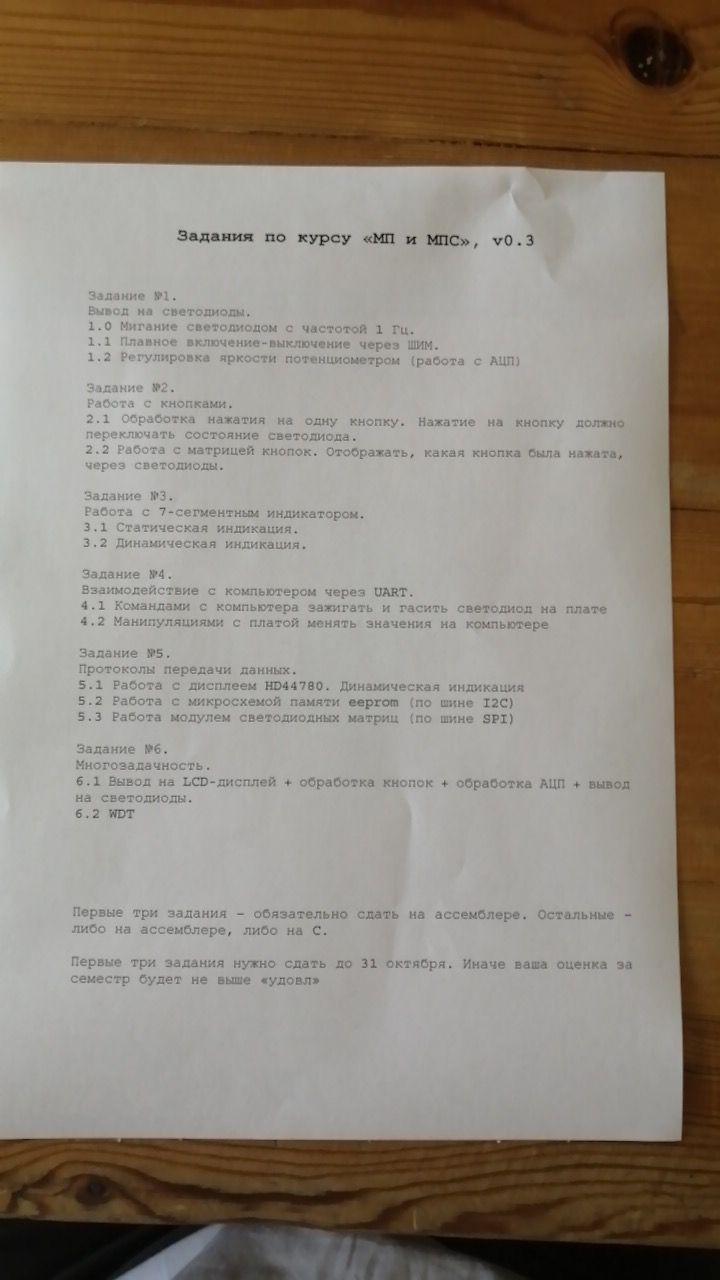 Задания по курсу «МП и МПС», v0.3
Задание №1.
Вывод на светодиоды.
1.0 Мигание светодиодом с частотой 1 Гц.
1.1 Плавное включение-выключение через ШИМ.
1.2 Регулировка яркости потенциометром (работа с АЦП)
Задание №2.
Работа с кнопками.
2.1 Обработка нажатия на одну кнопку. Нажатие на кнопку должно
переключать состояние светодиода.
2.2 Работа с матрицей кнопок. Отображать, какая кнопка была нажата,
через светодиоды.
Задание №3.
Работа с 7-сегментным индикатором.
3.1 Статическая индикация.
3.2 Динамическая индикация.
Задание №4.
Взаимодействие с компьютером через UART.
4.1 Командами с компьютера зажигать и гасить светодиод на плате
4.2 Манипуляциями с платой менять значения на компьютере
Задание №5.
Протоколы передачи данных.
5.1 Работа с дисплеем HD44780. Динамическая индикация
5.2 Работа с микросхемой памяти eeprom (по шине I2C)
5.3 Работа модулем светодиодных матриц (по шине SPI)
Задание №6.
Многозадачность.
6.1 Вывод на LCD-дисплей + обработка кнопок + обработка АЦП + вывод
на светодиоды.
6.2 WDT
Первые три задания – обязательно сдать на ассемблере. Остальные –
либо на ассемблере, либо на С.
Первые три задания нужно сдать до 31 октября. Иначе ваша оценка за
семестр будет не выше «удовл»